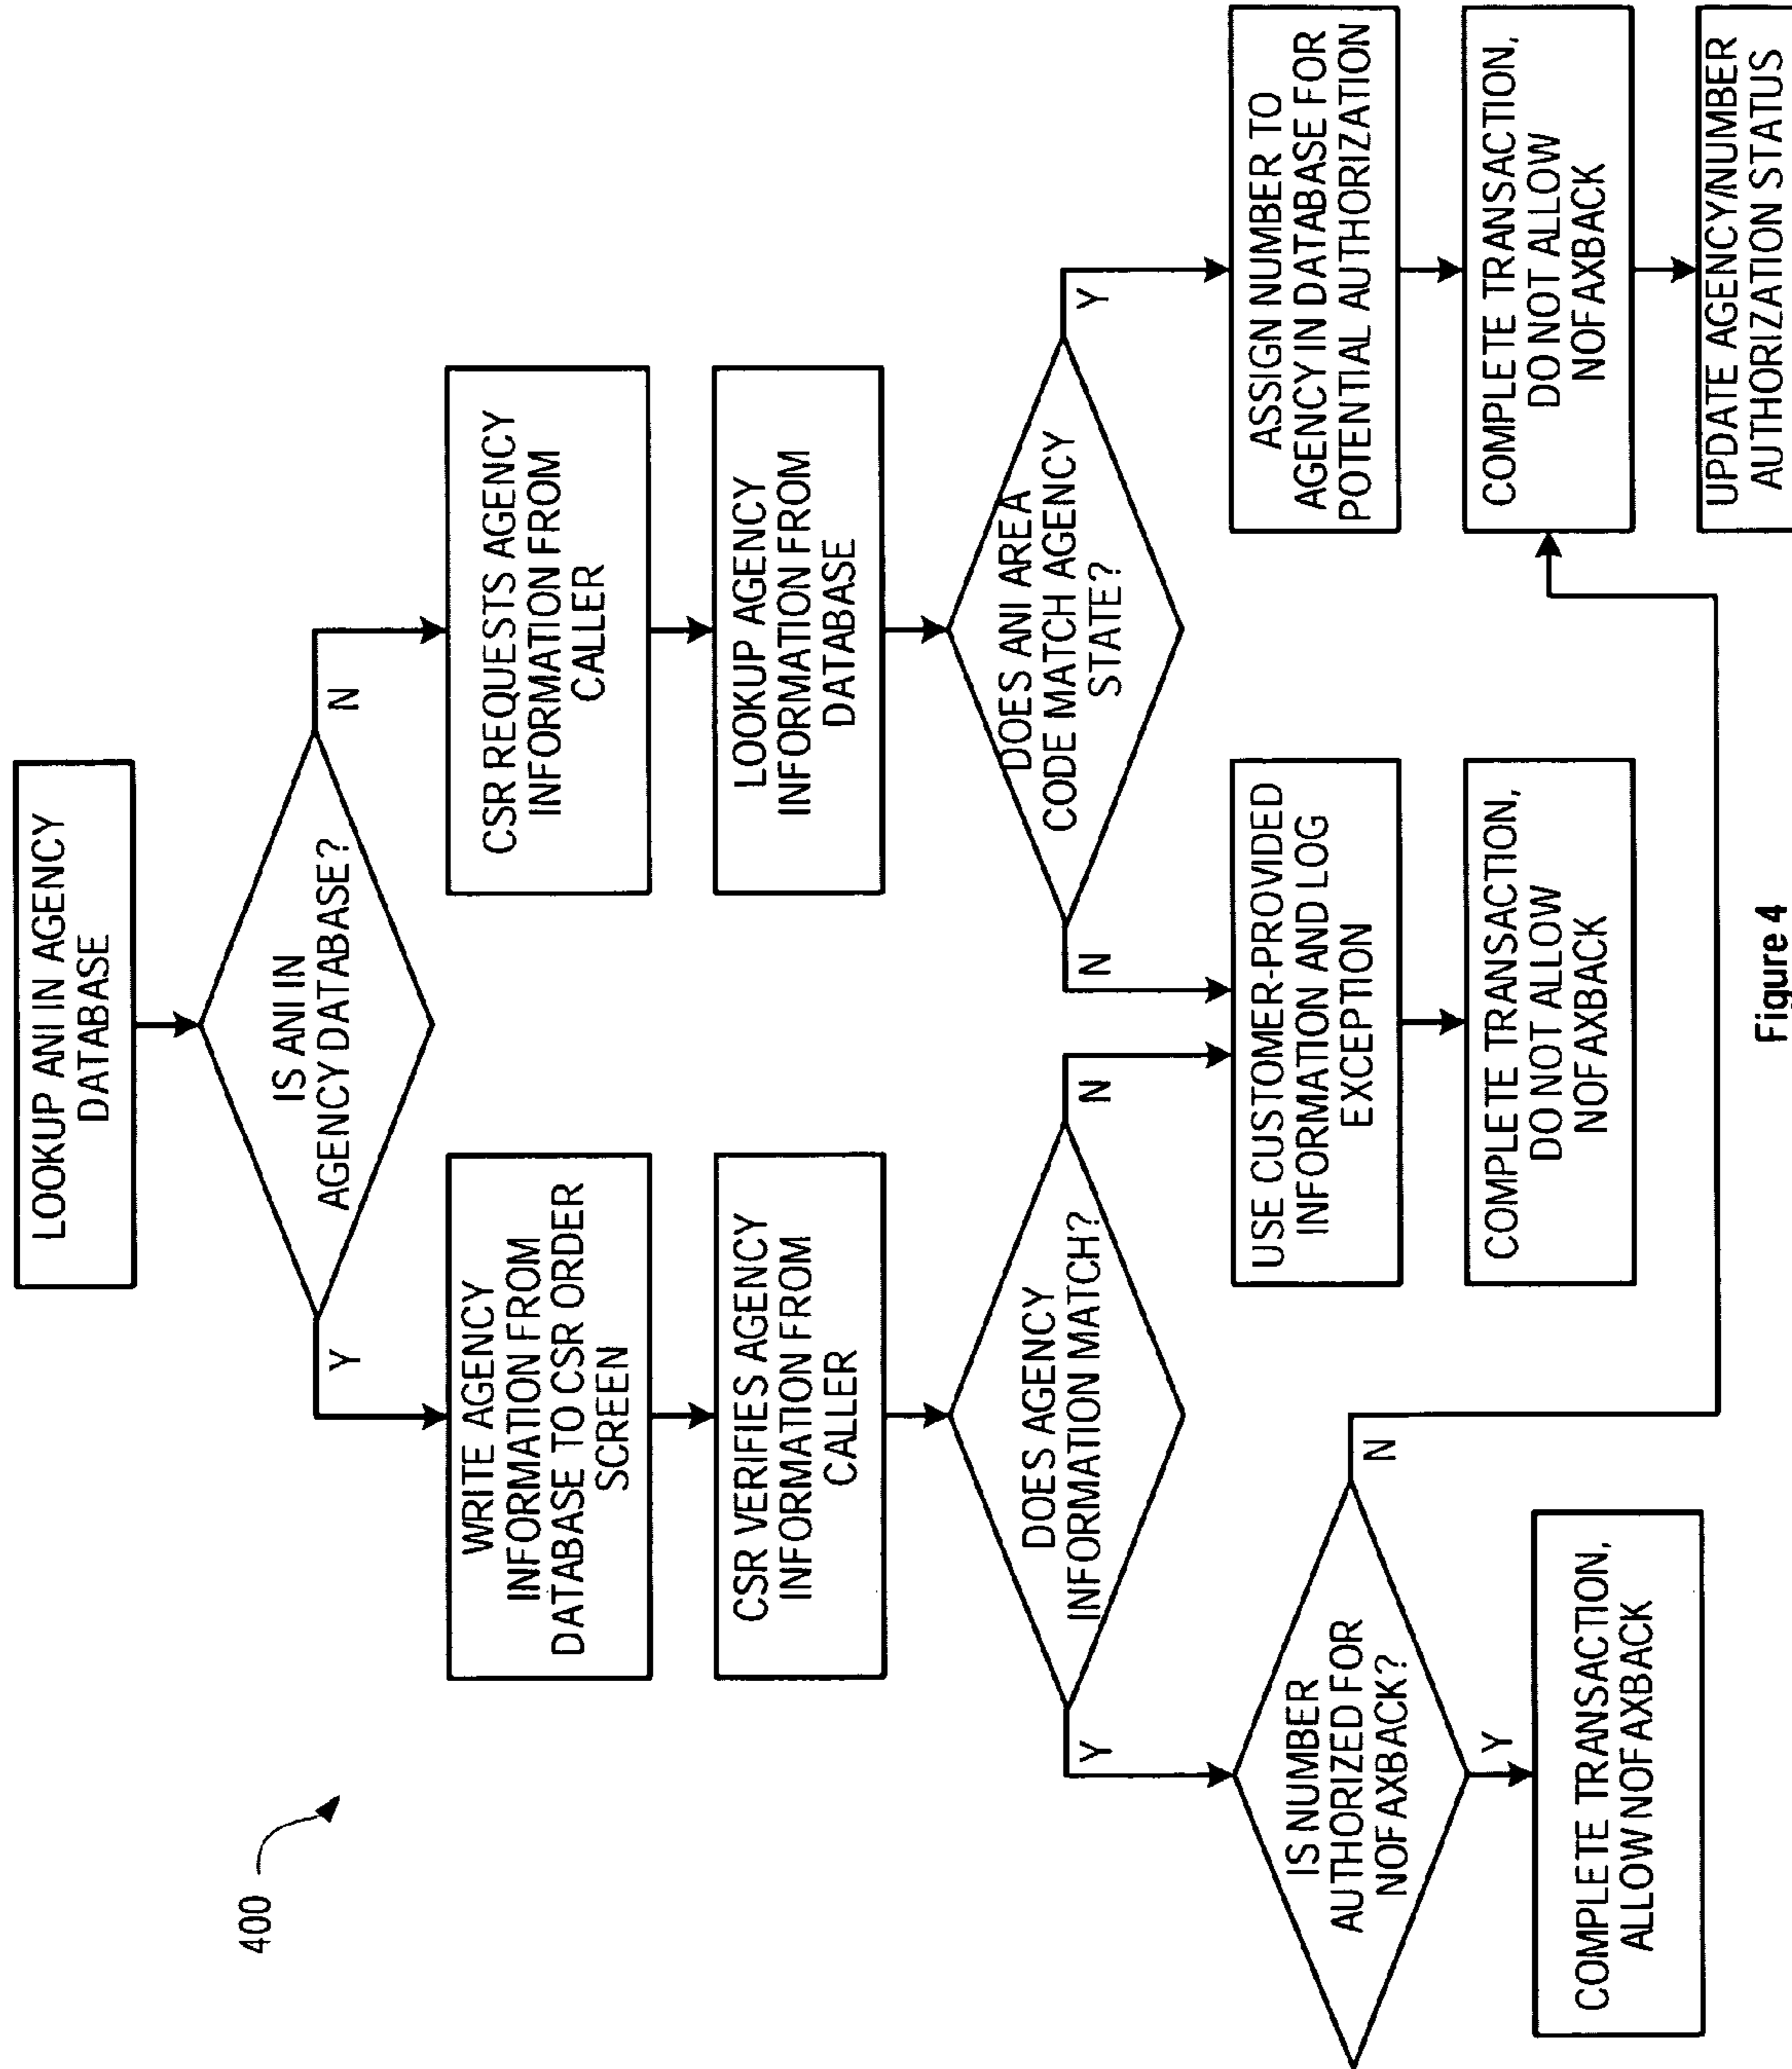 400
LOOKUP ANI IN AGENCY
DATABASE
IS ANI IN
AGENCY DATABASE?
Y
N
WRITE AGENCY
INFORMATION FROM
DATABASE TO CSR ORDER
SCREEN
CSR REQUESTS AGENCY
INFORMATION FROM
CALLER
CSR VERIFIES AGENCY
INFORMATION FROM
CALLER
LOOKUP AGENCY
INFORMATION FROM
DATABASE
DOES AGENCY
INFORMATION MATCH?
Y
N
DOES ANI AREA
CODE MATCH AGENCY
STATE?
N
Y
IS NUMBER
AUTHORIZED FOR
NOFAXBACK?
N
Y
USE CUSTOMER-PROVIDED
INFORMATION AND LOG
EXCEPTION
ASSIGN NUMBER TO
AGENCY IN DATABASE FOR
POTENTIAL AUTHORIZATION
COMPLETE TRANSACTION,
ALLOW NOFAXBACK
COMPLETE TRANSACTION,
DO NOT ALLOW
NOFAXBACK
COMPLETE TRANSACTION,
DO NOT ALLOW
NOFAXBACK
UPDATE AGENCY/NUMBER
AUTHORIZATION STATUS
Figure 4